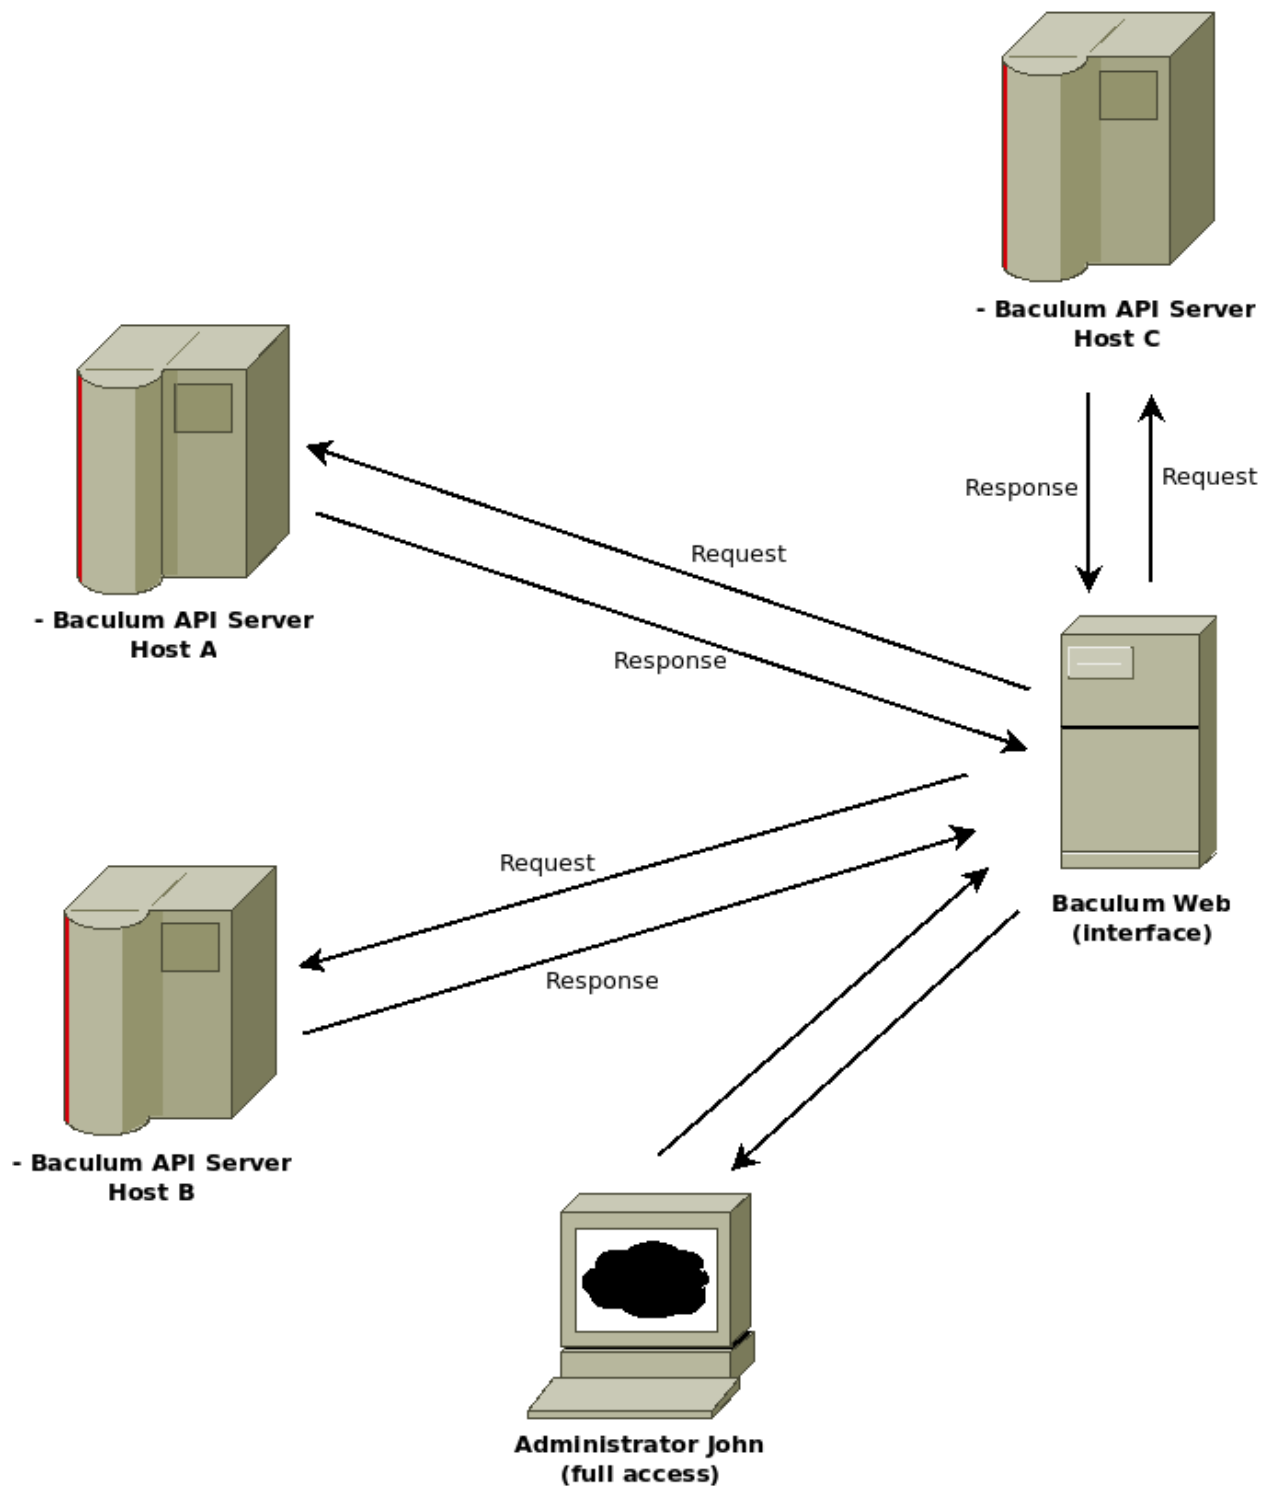 - Baculum API Server
Host C
Response
Request
Request
- Baculum API Server
Host A
Response
Request
Baculum Web
(interface)
Response
- Baculum API Server
Host B
Administrator John
(full access)